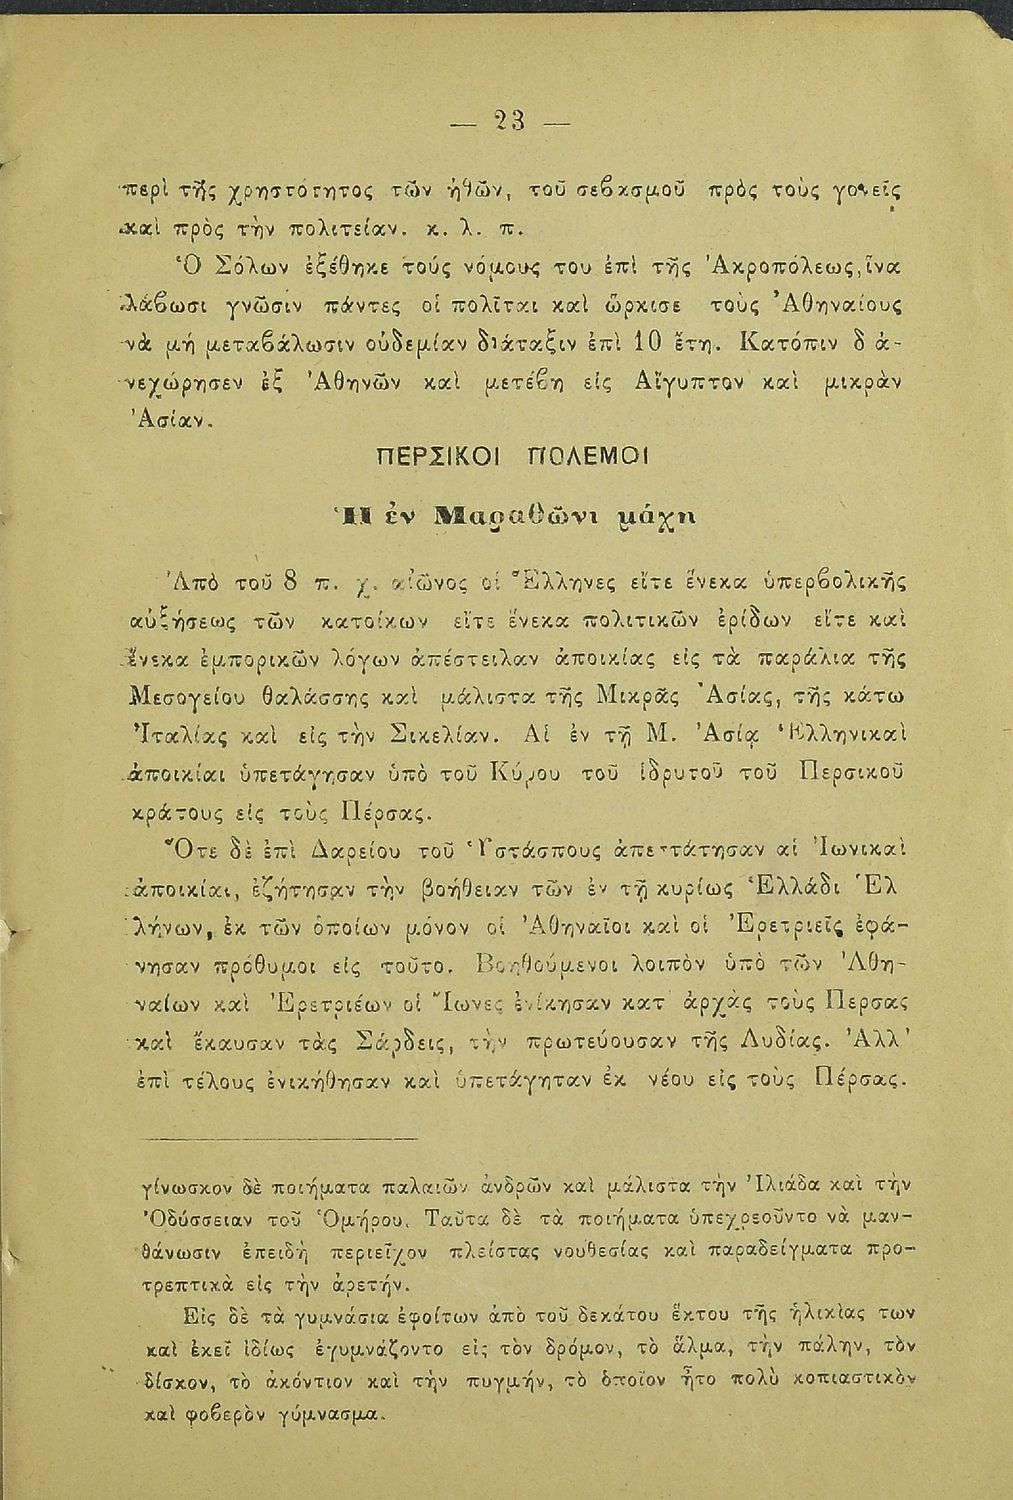 — 23 —
περὶ τῆς χρηστότητος τῶν ἠθῶν, τοῦ σεβασμοῦ πρὸς τοὺς γονεῖς
καὶ πρὸς τὴν πολιτείαν. κ. λ. π.
Ὁ Σόλων ἐξέθηκε τούς νόμους του ἐπὶ τῆς Ἀκροπόλεως, ἵνα
λάβωσι γνῶσιν πάντες οἱ πολῖται καὶ ὥρκισε τοὺς Ἀθηναίους
νὰ μή μεταβάλωσιν οὐδεμίαν διάταξιν ἐπὶ 10 ἔτη. Κατόπιν δ ἀ-
νεχώρησεν ἐξ Ἀθηνῶν καὶ μετέβη εἰς Αἴγυπτον καὶ μικρὰν
Ἀσίαν.
ΠΕΡΣΙΚΟΙ ΠΟΛΕΜΟΙ
Ἡ ἐν Μαραθῶνι μάχη
Ἀπὸ τοῦ 8 π. χ. αἰῶνος οἱ Ἕλληνες εἴτε ἕνεκα ὑπερβολικῆς
αὐξήσεως τῶν κατοίκων εἴτε ἕνεκα πολιτικῶν ἐρίδων εἴτε καὶ
ἕνεκα ἐμπορικῶν λόγων ἀπέστειλαν ἀποικίας εἰς τὰ παράλια τῆς
Μεσογείου θαλάσσης καὶ μάλιστα τῆς Μικρᾶς Ἀσίας, τῆς κάτω
Ἰταλίας καὶ εἰς τὴν Σικελίαν. Αἱ ἐν τῇ Μ. Ἀσίᾳ Ἑλληνικαὶ
ἀποικίαι ὑπετάγησαν ὑπὸ τοῦ Κύρου τοῦ ἱδρυτοῦ τοῦ Περσικοῦ
κράτους εἰς τοὺς Πέρσας.
Ὅτε δὲ ἐπὶ Δαρείου τοῦ Ὑστάσπους ἀπεστάτησαν αἱ Ἰωνικαὶ
ἀποικίαι, ἐζήτησαν τὴν βοήθειαν τῶν ἐν τῇ κυρίως Ἑλλάδι Ἑλ
λήνων, ἐκ τῶν ὁποίων μόνον οἱ Ἀθηναῖοι καὶ οἱ Ἐρετριεῖς ἐφά-
νησαν πρόθυμοι εἰς τοῦτο. Βοηθούμενοι λοιπὸν ὑπὸ τῶν Ἀθη-
ναίων καὶ Ἐρετριέων οἱ Ἴωνες ἐνίκησαν κατ ἀρχὰς τοὺς Περσας
καὶ ἔκαυσαν τὰς Σάρδεις, τὴν πρωτεύουσαν τῆς Λυδίας. Ἀλλ'
ἐπὶ τέλους ἐνικήθησαν καὶ ὑπετάγησαν ἐκ νέου εἰς τοὺς Πέρσας.
γίνωσκον δὲ ποιήματα παλαιῶν ἀνδρῶν καὶ μάλιστα τὴν Ἰλιάδα καὶ τὴν
Ὀδύσσειαν τοῦ Ὁμήρου. Ταῦτα δὲ τὰ ποιήματα ὑπεχρεοῦντο νὰ μαν-
θάνωσιν ἐπειδὴ περιεῖχον πλείστας νουθεσίας καὶ παραδείγματα προ-
τρεπτικὰ εἰς τὴν ἀρετήν.
Εἰς δὲ τὰ γυμνάσια ἐφοίτων ἀπὸ τοῦ δεκάτου ἕκτου τῆς ἡλικίας των
καὶ ἐκεῖ ἰδίως ἐγυμνάζοντο εἰς τὸν δρόμον, τὸ ἅλμα, τὴν πάλην, τὸν
δίσκον, τὸ ἀκόντιον καὶ τὴν πυγμήν, τὸ ὁποῖον ἦτο πολὺ κοπιαστικὸν
καὶ φοβερὸν γύμνασμα.